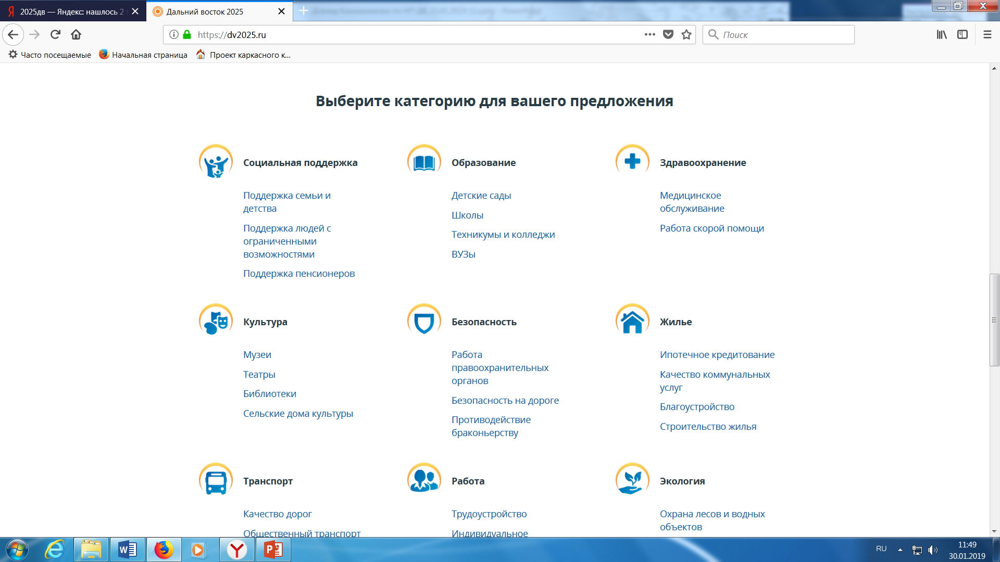 2025дв — Яндекс: нашлось 2
Дальний восток 2025
https://dv2025.ru
Поиск
Часто посещаемые
Начальная страница
Проект каркасного к...
Выберите категорию для вашего предложения
Социальная поддержка
Поддержка семьи и
детства
Поддержка людей с
ограниченными
возможностями
Поддержка пенсионеров
Образование
Детские сады
Школы
Техникумы и колледжи
ВУЗы
Здравоохранение
Медицинское
обслуживание
Работа скорой помощи
Культура
Музеи
Театры
Библиотеки
Сельские дома культуры
Безопасность
Работа
правоохранительных
органов
Безопасность на дороге
Противодействие
браконьерству
Жилье
Ипотечное кредитование
Качество коммунальных
услуг
Благоустройство
Строительство жилья
Транспорт
Качество дорог
Общественный транспорт
Работа
Трудоустройство
Индивидуальное
Экология
Охрана лесов и водных
объектов
RU
11:49
30.01.2019